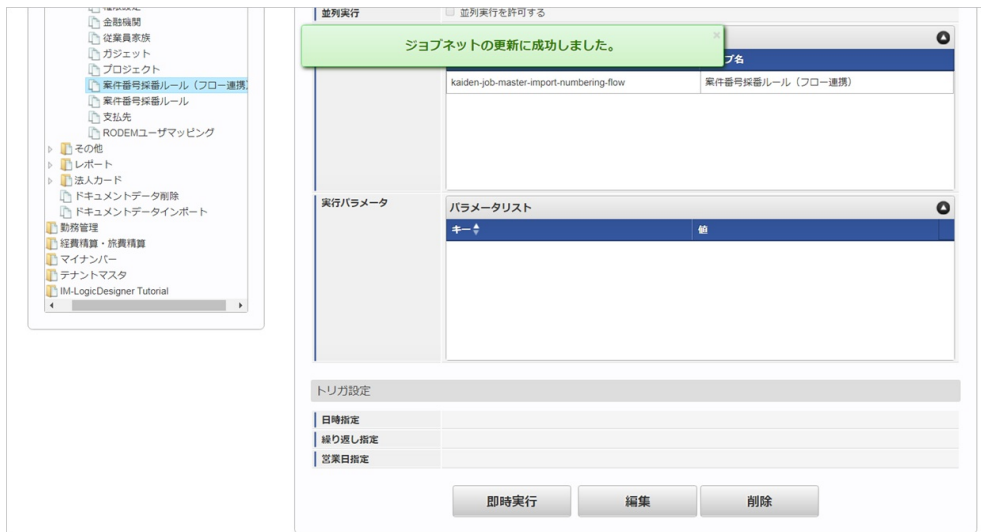 権限設定
金融機関
従業員家族
ガジェット
プロジェクト
案件番号採番ルール（フロー連携）
案件番号採番ルール
支払先
RODEMユーザマッピング
その他
レポート
法人カード
ドキュメントデータ削除
ドキュメントデータインポート
勤務管理
経費精算・旅費精算
マイナンバー
テナントマスタ
IM-LogicDesigner Tutorial
並列実行
並列実行を許可する
ジョブネットの更新に成功しました。
ブ名
kaiden-job-master-import-numbering-flow
案件番号採番ルール（フロー連携）
実行パラメータ
パラメータリスト
キー
値
トリガ設定
日時指定
繰り返し指定
営業日指定
即時実行
編集
削除